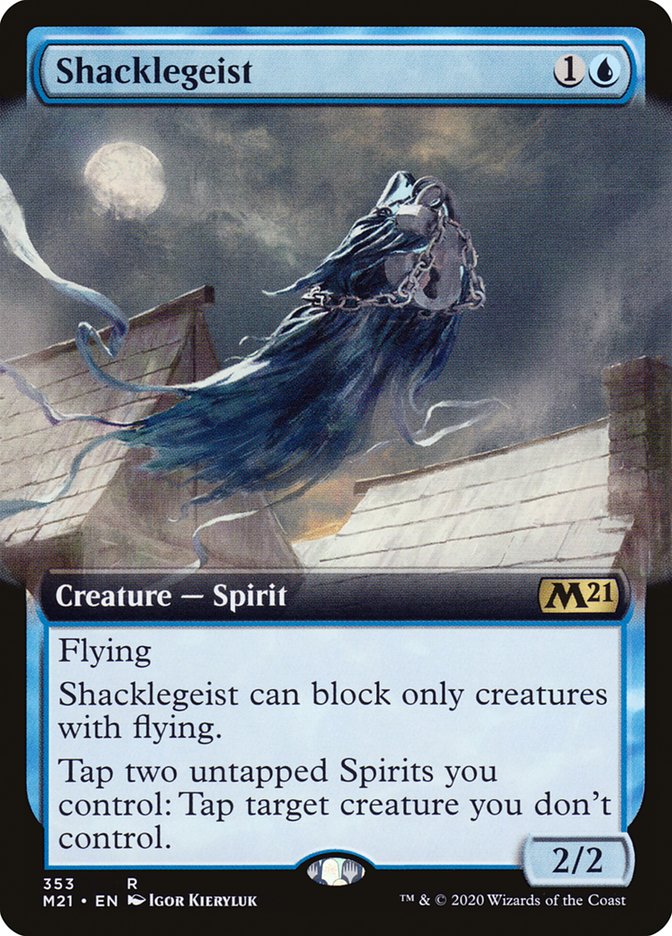 Shacklegeist 1
Creature — Spirit M21
Flying
Shacklegeist can block only creatures
with flying.
Tap two untapped Spirits you
control: Tap target creature you don't
control.
2/2
353 R
M21 • EN Igor Kieryluk ™ & © 2020 Wizards of the Coast